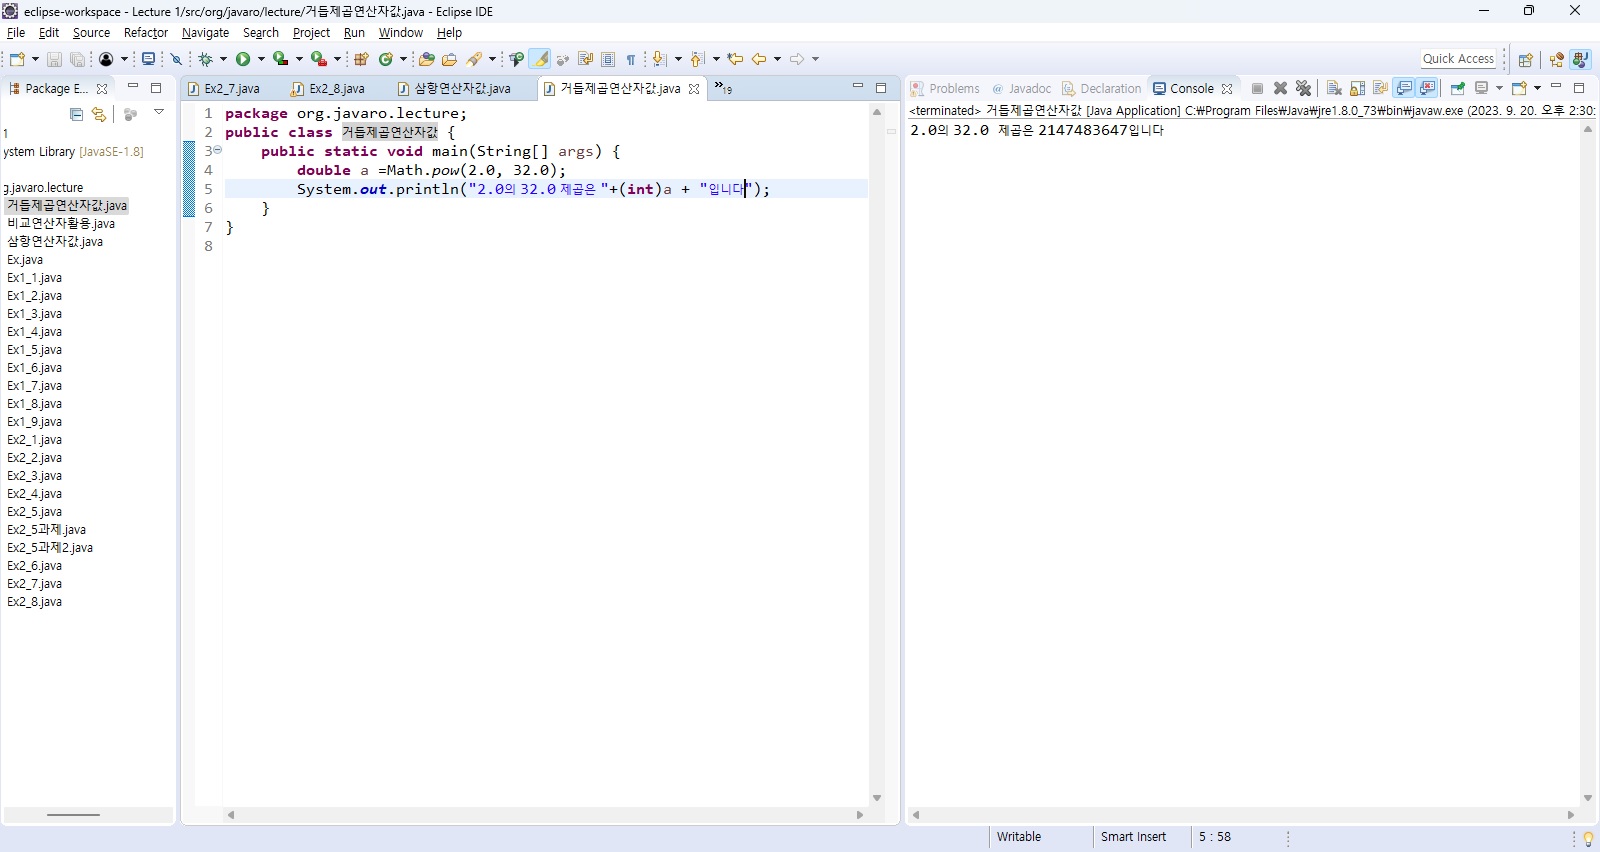 eclipse-workspace - Lecture 1/src/org/javaro/lecture/거듭제곱연산자값.java - Eclipse IDE
File Edit Source Refactor Navigate Search Project Run Window Help
Quick Access
Package E...
1
ystem Library [JavaSE-1.8]
g.javaro.lecture
거듭제곱연산자값.java
비교연산자활용.java
삼항연산자값.java
Ex.java
Ex1_1.java
Ex1_2.java
Ex1_3.java
Ex1_4.java
Ex1_5.java
Ex1_6.java
Ex1_7.java
Ex1_8.java
Ex1_9.java
Ex2_1.java
Ex2_2.java
Ex2_3.java
Ex2_4.java
Ex2_5.java
Ex2_5과제.java
Ex2_5과제2.java
Ex2_6.java
Ex2_7.java
Ex2_8.java
Ex2_7.java Ex2_8.java 삼항연산자값.java 거듭제곱연산자값.java »19
1 package org.javaro.lecture;
2 public class 거듭제곱연산자값 {
3 public static void main(String[] args) {
4 double a =Math.pow(2.0, 32.0);
5 System.out.println("2.0의 32.0 제곱은 "+(int)a + "입니다");
6 }
7 }
8
Problems @ Javadoc Declaration Console
<terminated> 거듭제곱연산자값 [Java Application] C:₩Program Files₩Java₩jre1.8.0_73₩bin₩javaw.exe (2023. 9. 20. 오후 2:30:
2.0의 32.0 제곱은 2147483647입니다
Writable Smart Insert 5 : 58